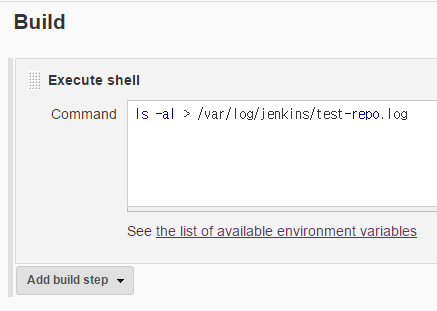 Build
Execute shell
Command
ls -al > /var/log/jenkins/test-repo.log
See the list of available environment variables
Add build step